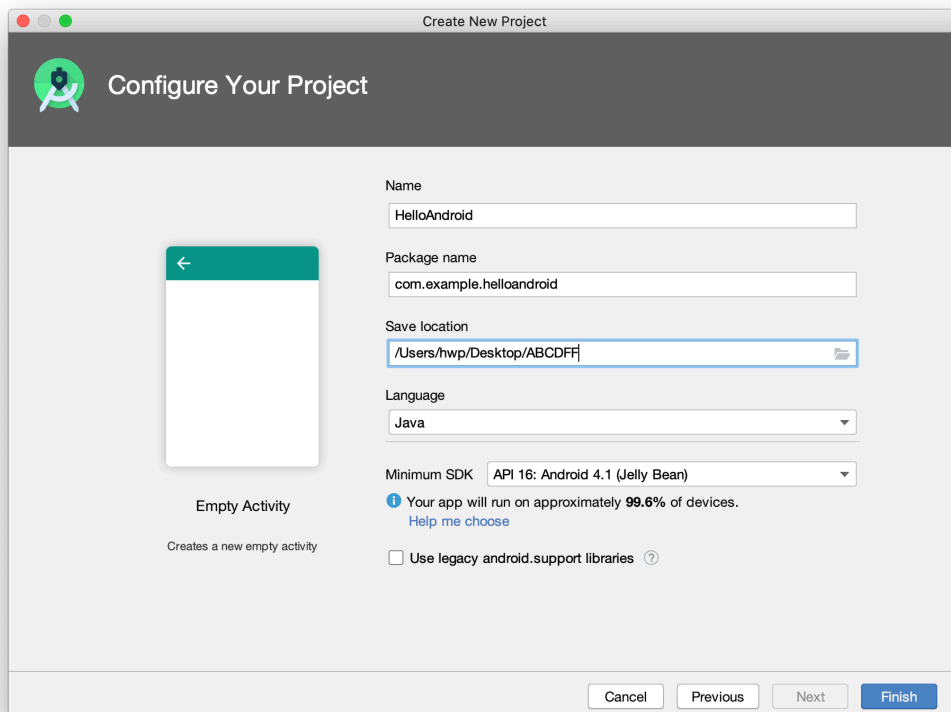 Create New Project
Configure Your Project
Name
HelloAndroid
Package name
com.example.helloandroid
Save location
/Users/hwp/Desktop/ABCDFF
Language
Java
Minimum SDK API 16: Android 4.1 (Jelly Bean)
Your app will run on approximately 99.6% of devices.
Help me choose
Use legacy android.support libraries ?
Empty Activity
Creates a new empty activity
Cancel Previous Next Finish